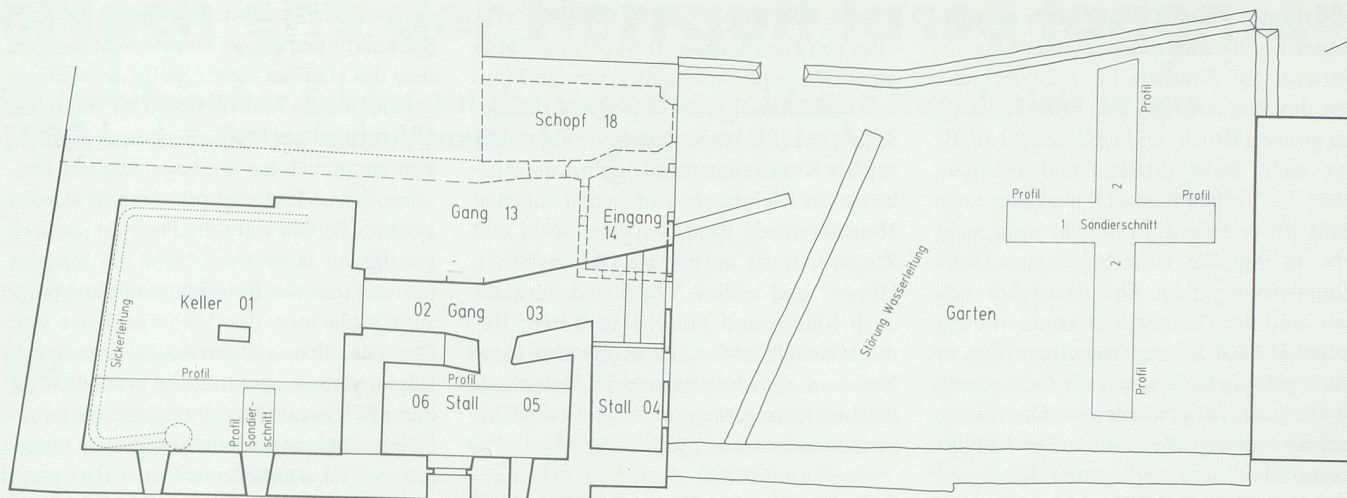 Schopf 18
Profil
Gang 13
Eingang
14
Profil
2
Profil
Sondierschnitt
2
Keller 01
02 Gang 03
Garten
Sickerleitung
Störung Wasserleitung
Profil
Profil
Profil
06 Stall 05
Stall 04
Profil
Sondier-
schnitt